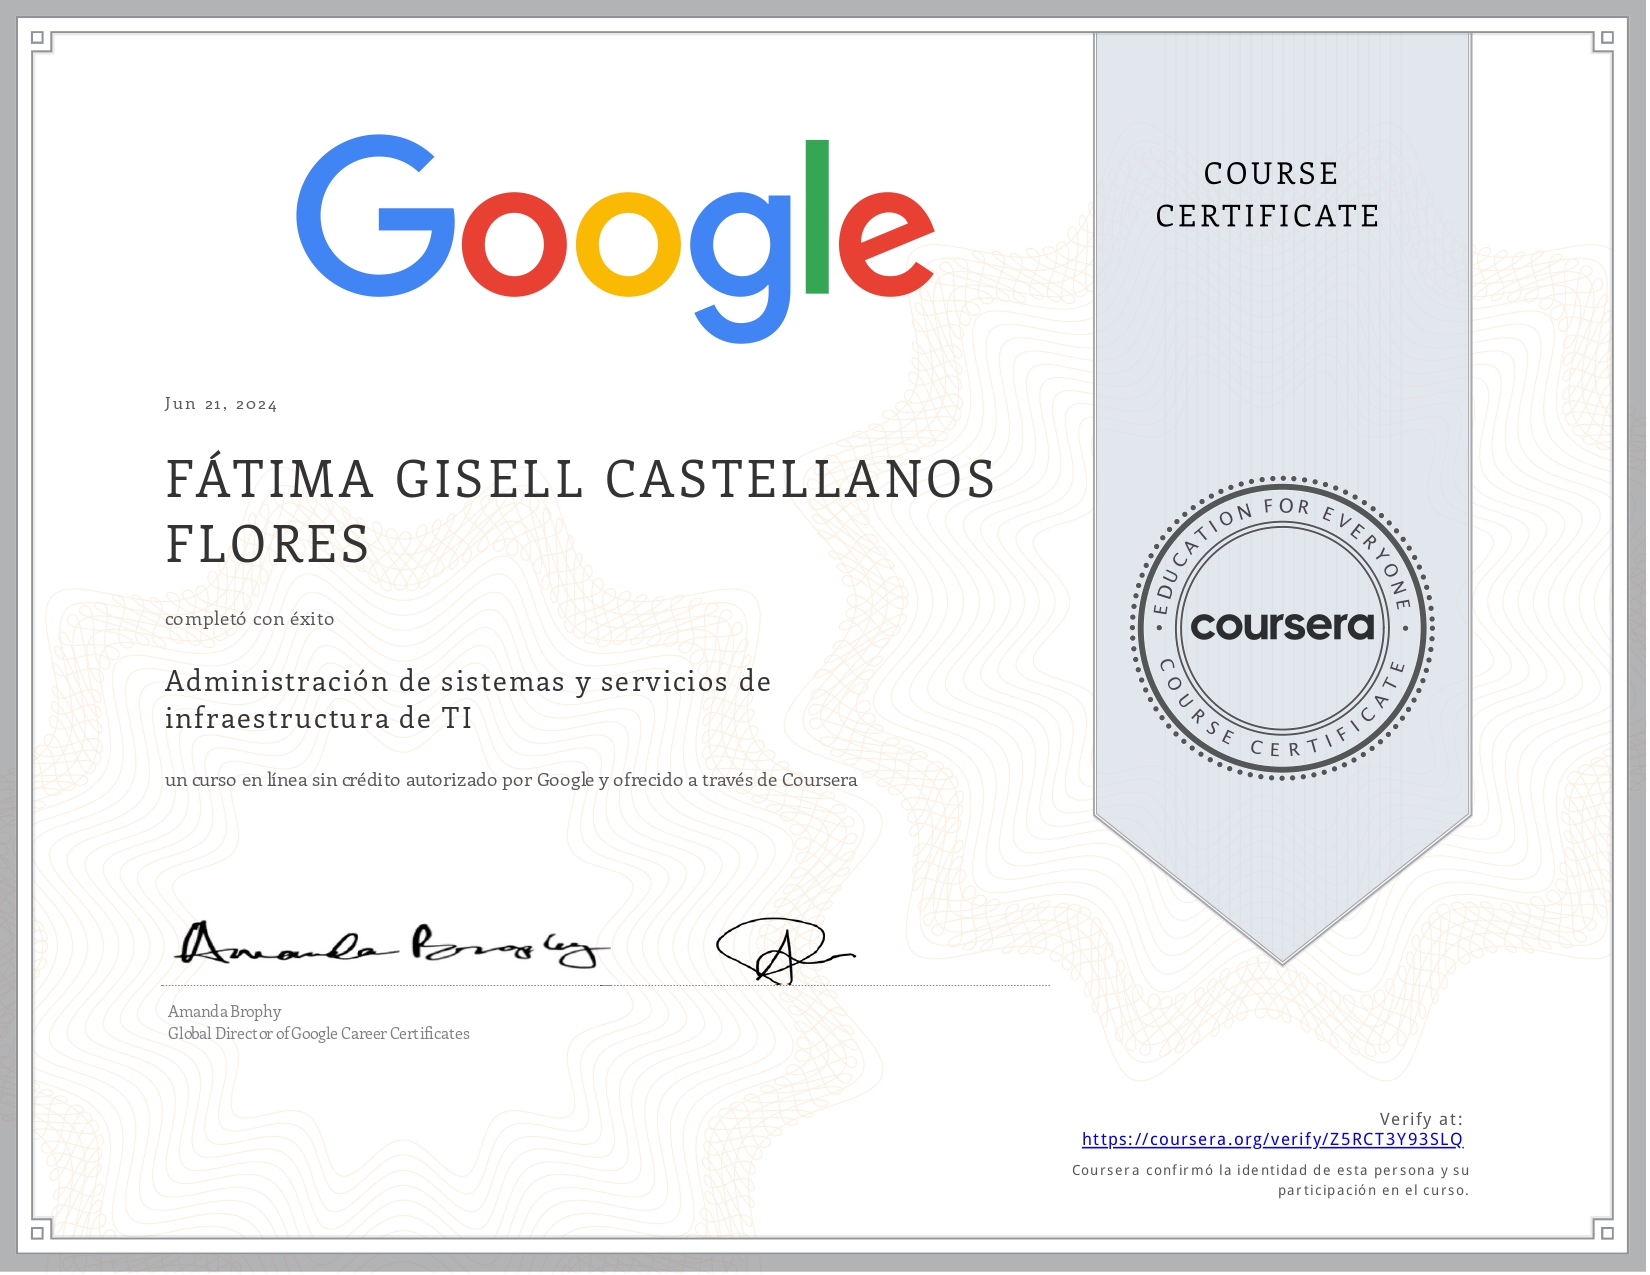 Google
COURSE
CERTIFICATE
Jun 21, 2024
FÁTIMA GISELL CASTELLANOS
FLORES
completó con éxito
Administración de sistemas y servicios de
infraestructura de TI
un curso en línea sin crédito autorizado por Google y ofrecido a través de Coursera
EDUCATION FOR EVERYONE
coursera
COURSE CERTIFICATE
Amanda Brophy
Amanda Brophy
Global Director of Google Career Certificates
Verify at:
https://coursera.org/verify/Z5RCT3Y93SLQ
Coursera confirmó la identidad de esta persona y su
participación en el curso.